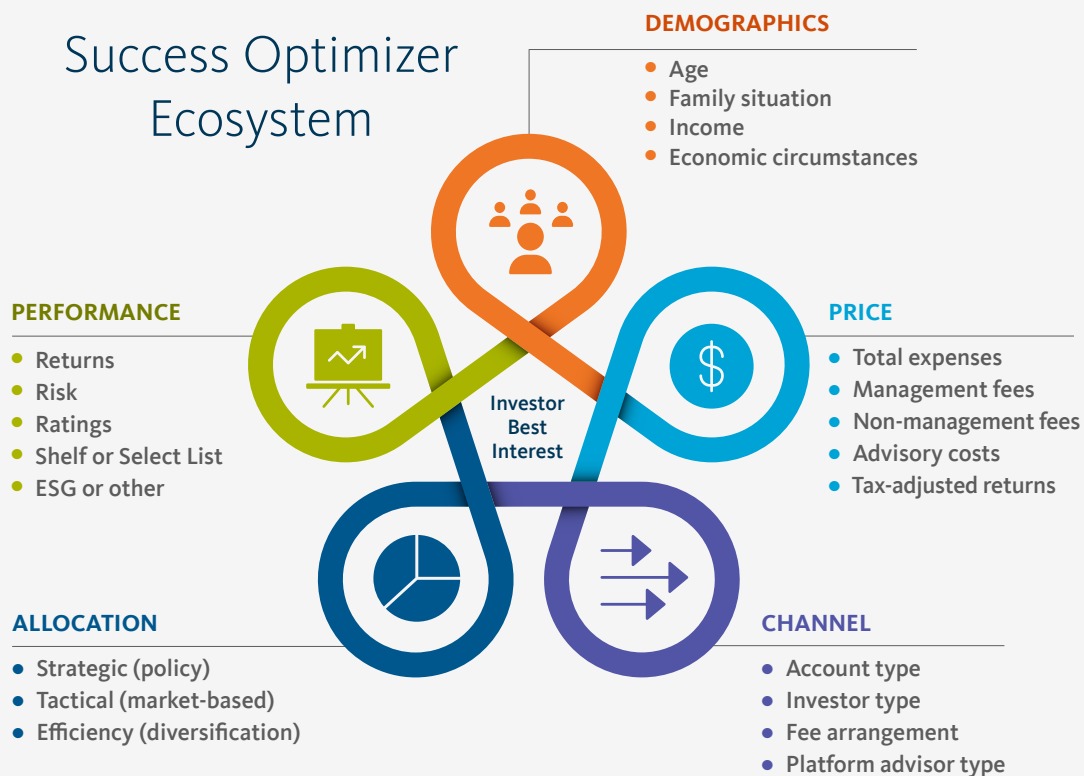 Success Optimizer
Ecosystem
DEMOGRAPHICS
Age
Family situation
Income
Economic circumstances
PERFORMANCE
Returns
Risk
Ratings
Shelf or Select List
ESG or other
PRICE
$
Total expenses
Management fees
Non-management fees
Advisory costs
Tax-adjusted returns
Investor
Best
Interest
ALLOCATION
Strategic (policy)
Tactical (market-based)
Efficiency (diversification)
CHANNEL
Account type
Investor type
Fee arrangement
Platform advisor type